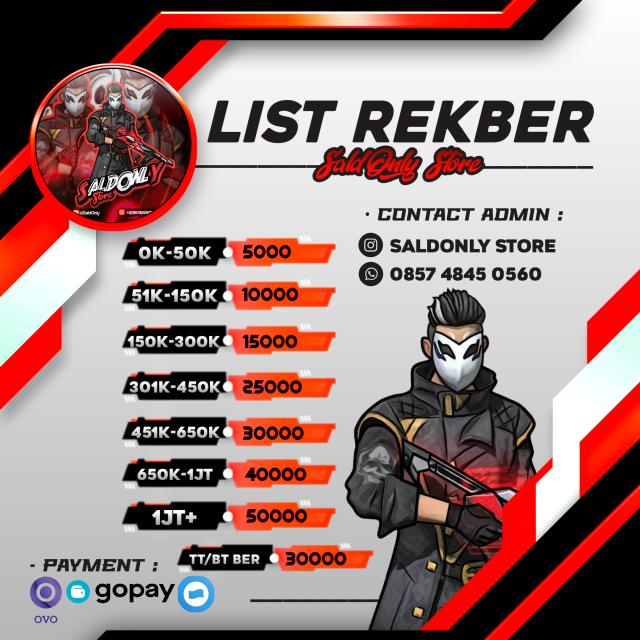 LIST REKBER
SaldOnly Store
SALDONLY
Store
· CONTACT ADMIN :
SALDONLY STORE
0857 4845 0560
0K-50K 5000
51K-150K 10000
150K-300K 15000
301K-450K 25000
451K-650K 30000
650K-1JT 40000
1JT+ 50000
TT/BT BER 30000
· PAYMENT :
gopay
OVO